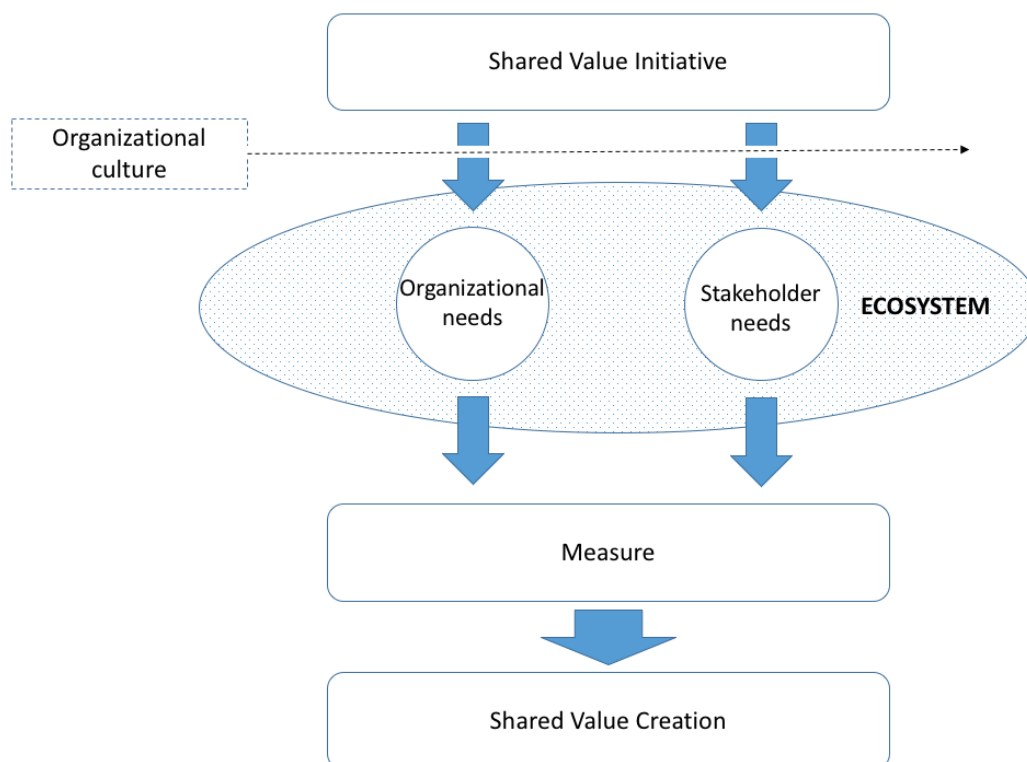 Shared Value Initiative
Organizational
culture
Organizational
needs
Stakeholder
needs
ECOSYSTEM
Measure
Shared Value Creation